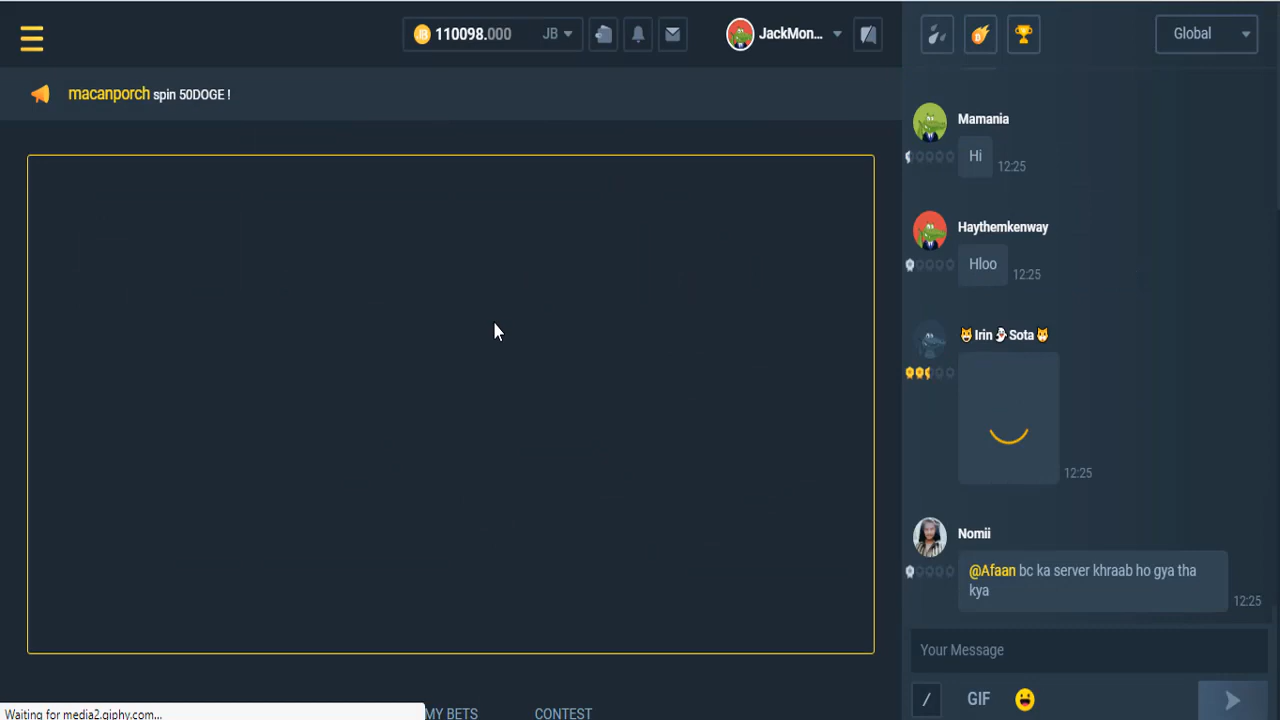 JB 110098.000 JB
JackMon...
Global
macanporch spin 50DOGE !
Mamania
Hi
12:25
Haythemkenway
Hloo
12:25
😺Irin👻Sota😺
12:25
Nomii
@Afaan bc ka server khraab ho gya tha
kya
12:25
Your Message
/ GIF
MY BETS CONTEST
Waiting for media2.giphy.com...